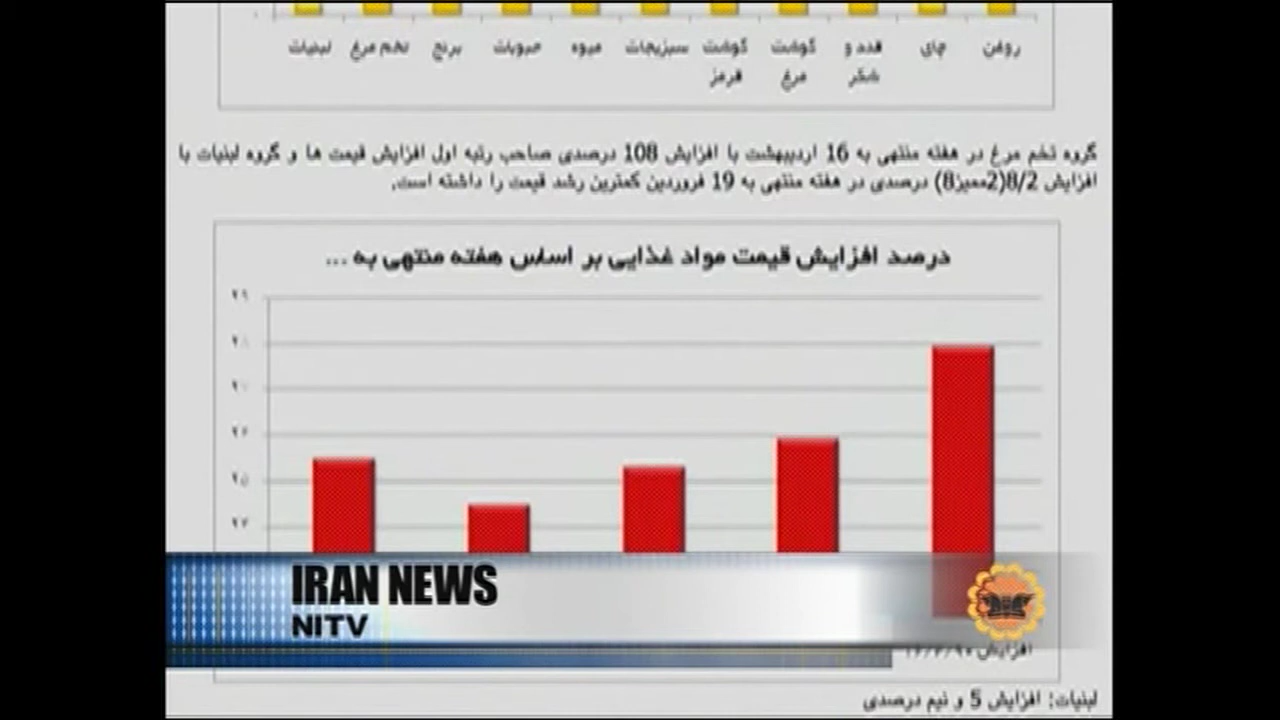 روغن چای قند و شکر گوشت مرغ گوشت قرمز سبزیجات میوه حبوبات برنج تخم مرغ لبنیات
گروه تخم مرغ در هفته منتهی به 16 اردیبهشت با افزایش 108 درصدی صاحب رتبه اول افزایش قیمت ها و گروه لبنیات با
افزایش 8/2(2ممیز8) درصدی در هفته منتهی به 19 فروردین کمترین رشد قیمت را داشته است.
درصد افزایش قیمت مواد غذایی بر اساس هفته منتهی به ...
IRAN NEWS
NITV
افزایش
لبنیات: افزایش 5 و نیم درصدی